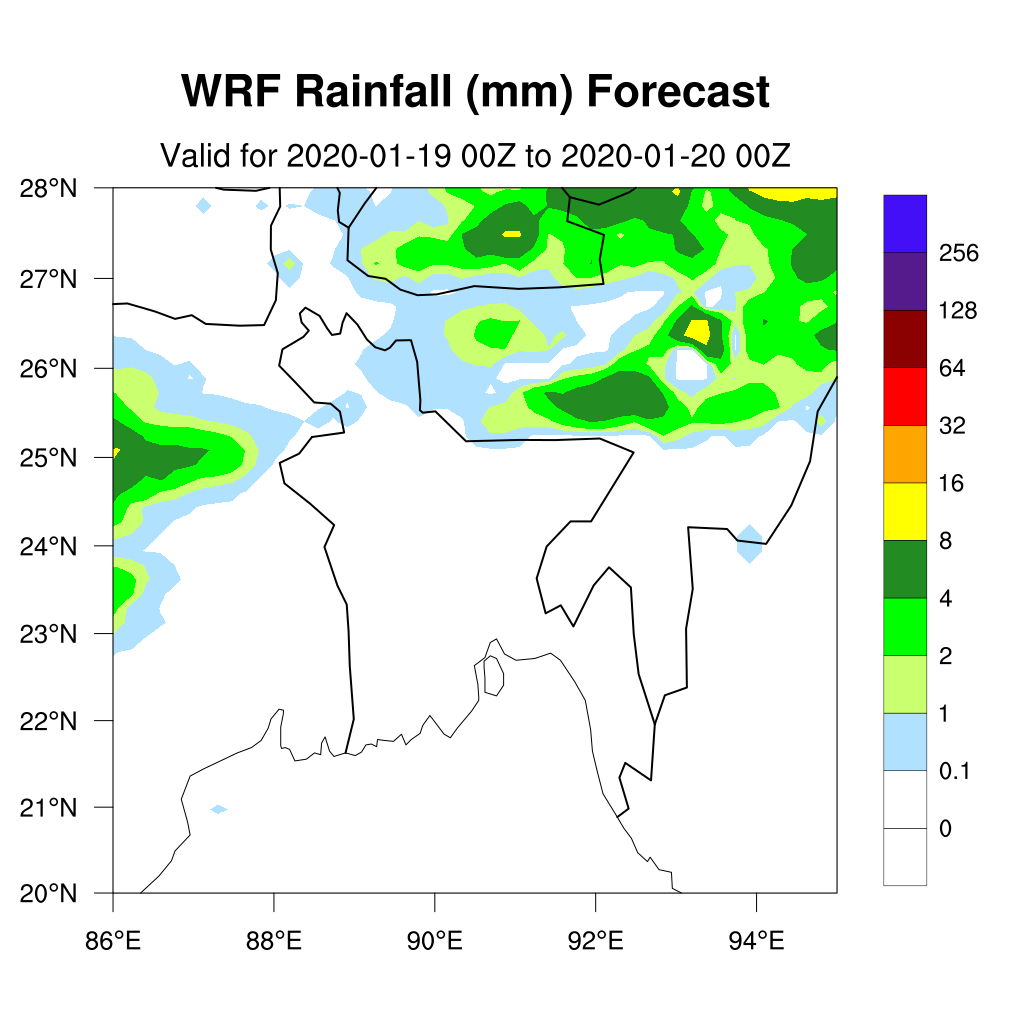 WRF Rainfall (mm) Forecast
Valid for 2020-01-19 00Z to 2020-01-20 00Z
28°N
27°N
26°N
25°N
24°N
23°N
22°N
21°N
20°N
86°E 88°E 90°E 92°E 94°E
256
128
64
32
16
8
4
2
1
0.1
0